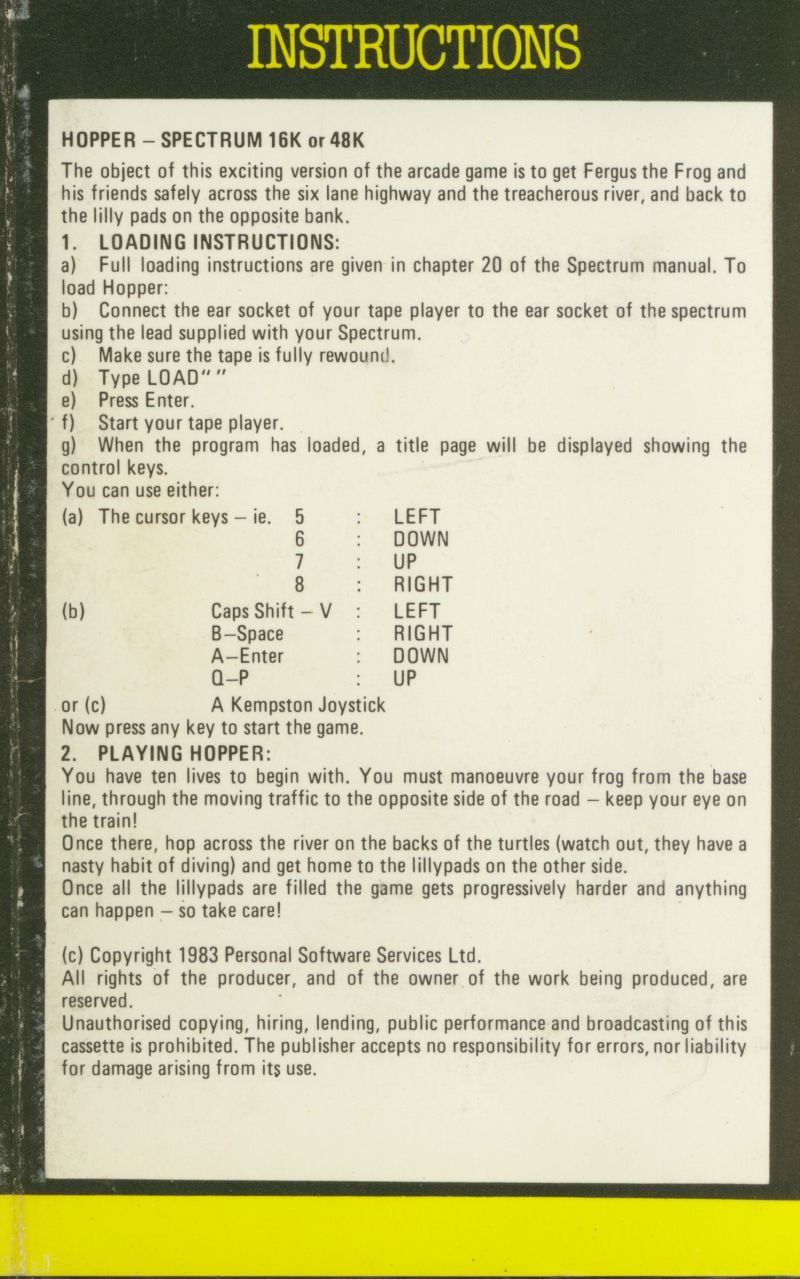 INSTRUCTIONS
HOPPER – SPECTRUM 16K or 48K
The object of this exciting version of the arcade game is to get Fergus the Frog and
his friends safely across the six lane highway and the treacherous river, and back to
the lilly pads on the opposite bank.
1. LOADING INSTRUCTIONS:
a) Full loading instructions are given in chapter 20 of the Spectrum manual. To
load Hopper:
b) Connect the ear socket of your tape player to the ear socket of the spectrum
using the lead supplied with your Spectrum.
c) Make sure the tape is fully rewound.
d) Type LOAD" "
e) Press Enter.
f) Start your tape player.
g) When the program has loaded, a title page will be displayed showing the
control keys.
You can use either:
(a) The cursor keys – ie. 5 : LEFT
6 : DOWN
7 : UP
8 : RIGHT
(b) Caps Shift – V : LEFT
B–Space : RIGHT
A–Enter : DOWN
Q–P : UP
or (c) A Kempston Joystick
Now press any key to start the game.
2. PLAYING HOPPER:
You have ten lives to begin with. You must manoeuvre your frog from the base
line, through the moving traffic to the opposite side of the road – keep your eye on
the train!
Once there, hop across the river on the backs of the turtles (watch out, they have a
nasty habit of diving) and get home to the lillypads on the other side.
Once all the lillypads are filled the game gets progressively harder and anything
can happen – so take care!
(c) Copyright 1983 Personal Software Services Ltd.
All rights of the producer, and of the owner of the work being produced, are
reserved.
Unauthorised copying, hiring, lending, public performance and broadcasting of this
cassette is prohibited. The publisher accepts no responsibility for errors, nor liability
for damage arising from its use.